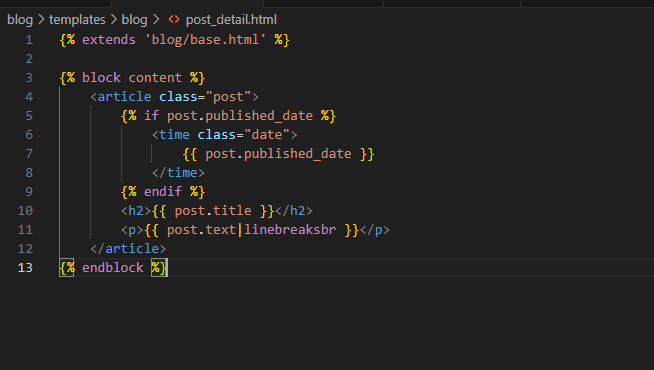 blog > templates > blog > <> post_detail.html
1 {% extends 'blog/base.html' %}
2
3 {% block content %}
4 <article class="post">
5 {% if post.published_date %}
6 <time class="date">
7 {{ post.published_date }}
8 </time>
9 {% endif %}
10 <h2>{{ post.title }}</h2>
11 <p>{{ post.text|linebreaksbr }}</p>
12 </article>
13 {% endblock %}